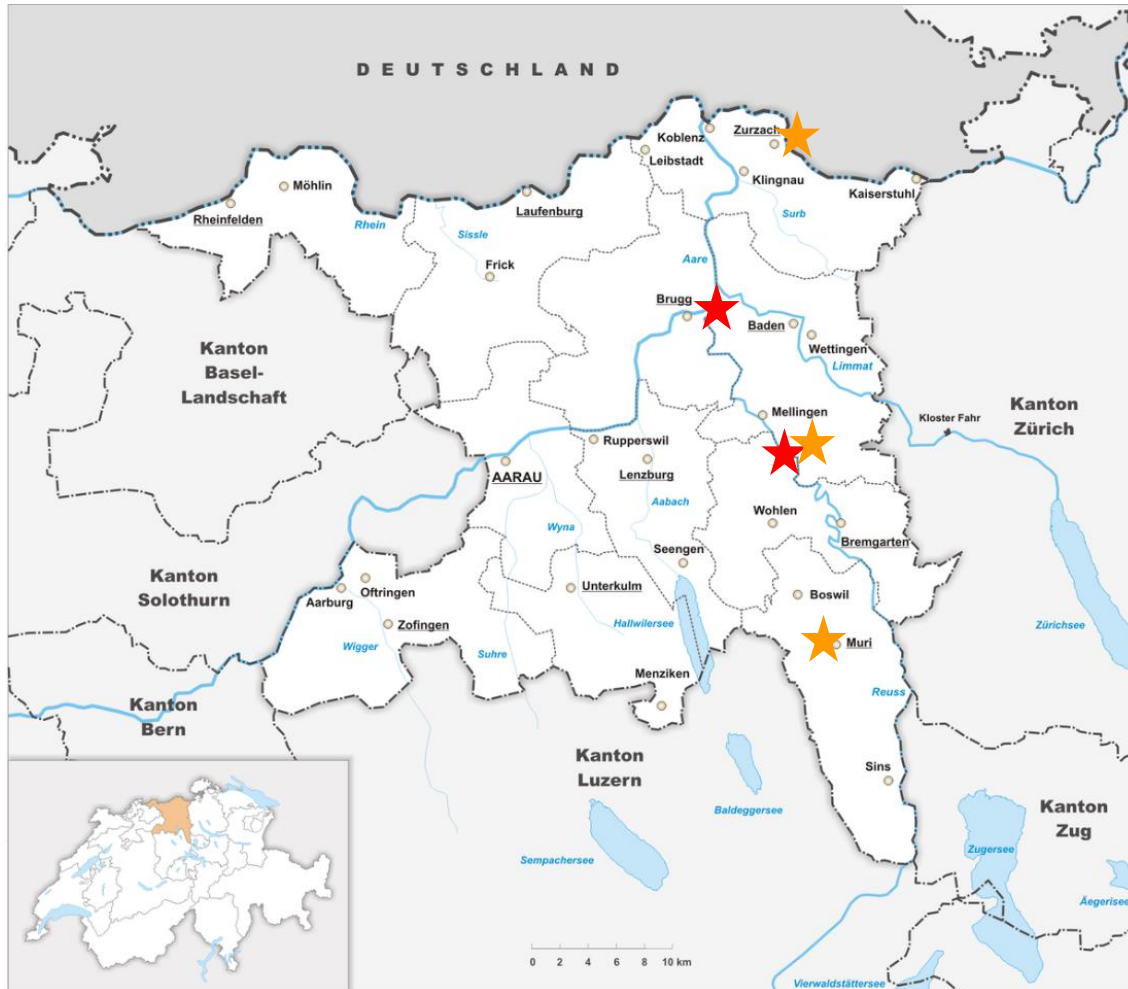 DEUTSCHLAND
Koblenz
Zurzach
Leibstadt
Klingnau
Kaiserstuhl
Möhlin
Rheinfelden
Laufenburg
Rhein
Sissle
Surb
Frick
Aare
Brugg
Baden
Wettingen
Limmat
Kanton
Basel-
Landschaft
Kanton
Zürich
Kloster Fahr
Mellingen
Rupperswil
AARAU
Lenzburg
Aabach
Wohlen
Bremgarten
Wyna
Seengen
Kanton
Solothurn
Oftringen
Aarburg
Zofingen
Unterkulm
Boswil
Hallwilersee
Zürichsee
Wigger
Suhre
Muri
Menziken
Reuss
Kanton
Bern
Kanton
Luzern
Sins
Baldeggersee
Kanton
Zug
Zugersee
Sempachersee
Ägerisee
0 2 4 6 8 10 km
Vierwaldstättersee